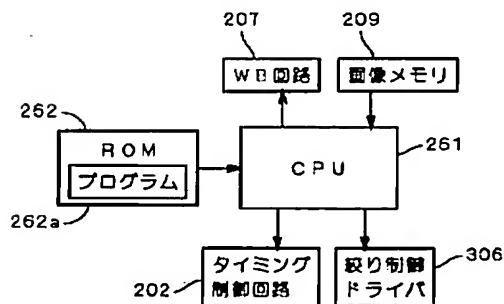 207
209
WB回路
画像メモリ
262
ROM
プログラム
262a
CPU
261
タイミング
制御回路
202
絞り制御
ドライバ
306